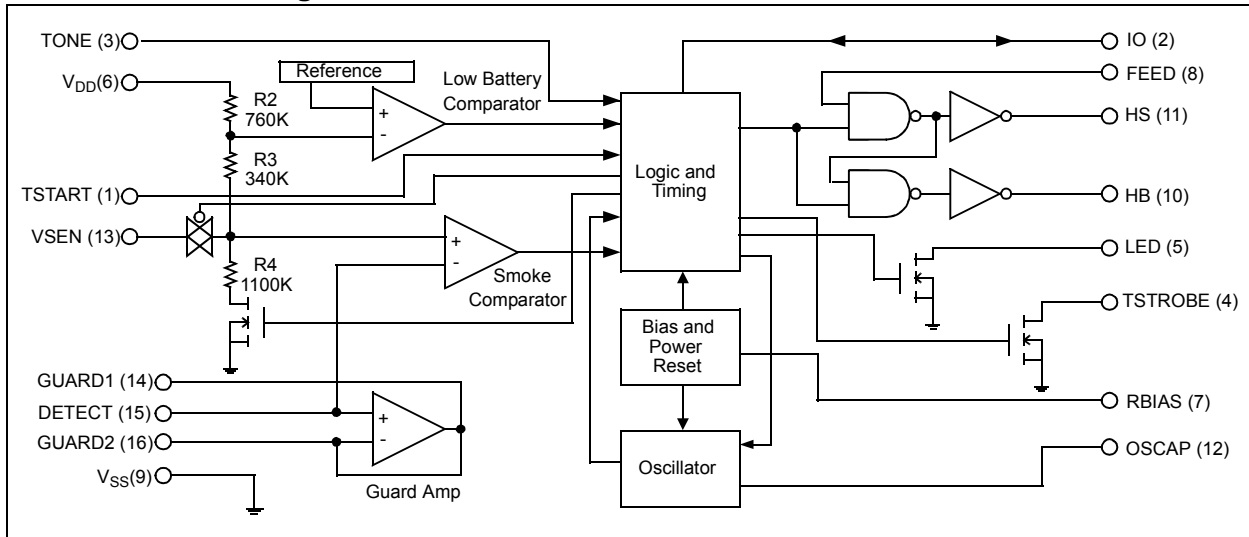 TONE (3)
VDD(6)
R2
760K
R3
340K
TSTART (1)
VSEN (13)
R4
1100K
GUARD1 (14)
DETECT (15)
GUARD2 (16)
VSS(9)
Reference
+
-
Low Battery
Comparator
+
-
Smoke
Comparator
+
-
Guard Amp
Logic and
Timing
Bias and
Power
Reset
Oscillator
IO (2)
FEED (8)
HS (11)
HB (10)
LED (5)
TSTROBE (4)
RBIAS (7)
OSCAP (12)